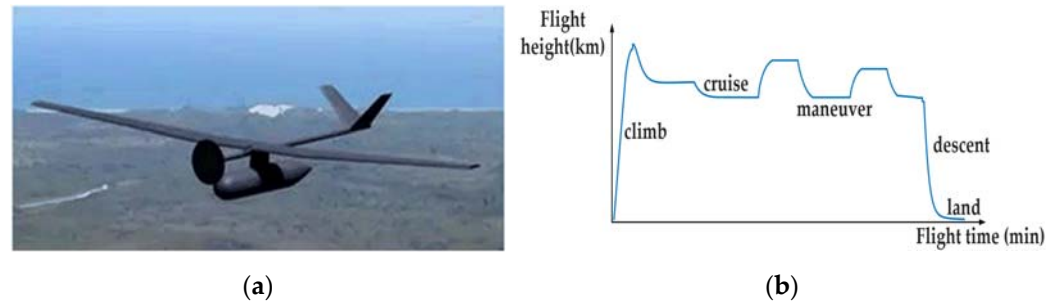 Flight
height(km)
cruise
maneuver
climb
descent
land
Flight time (min)
(a)
(b)